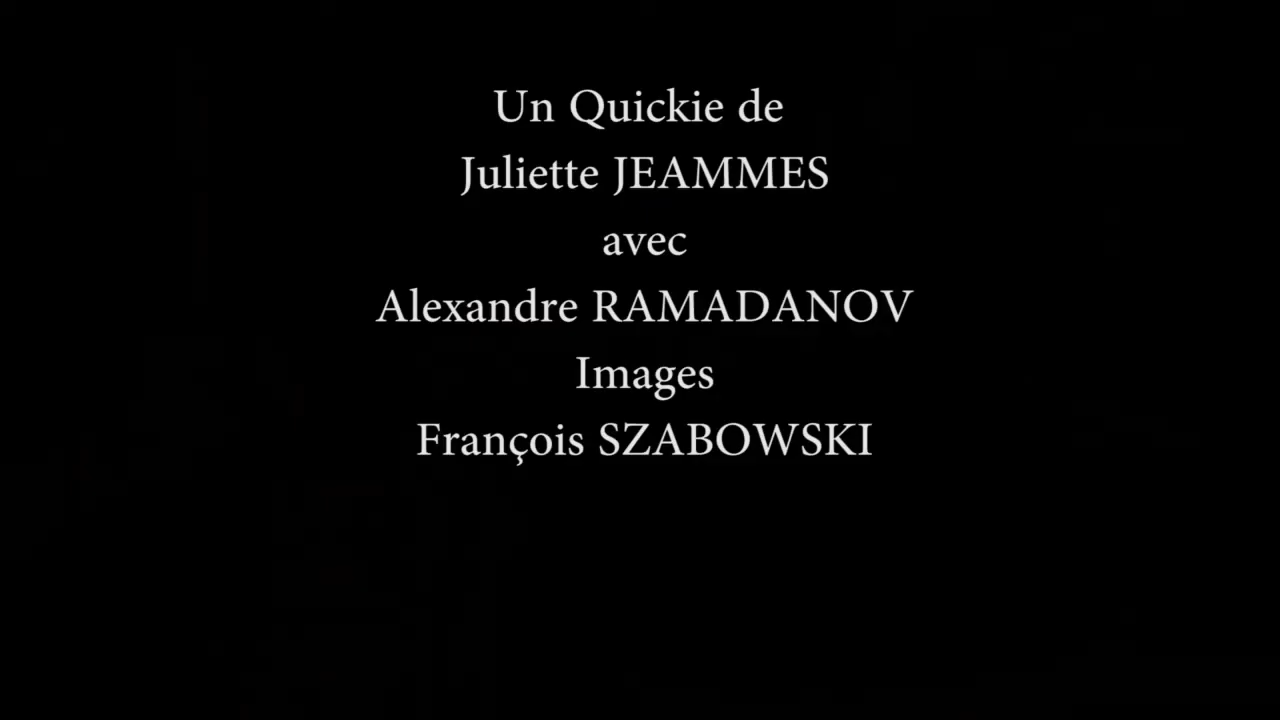 Un Quickie de
Juliette JEAMMES
avec
Alexandre RAMADANOV
Images
François SZABOWSKI